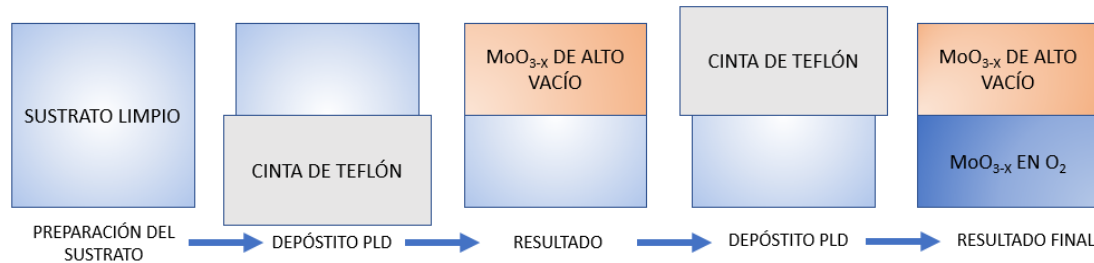 SUSTRATO LIMPIO
CINTA DE TEFLÓN
MoO₃₋ₓ DE ALTO
VACÍO
CINTA DE TEFLÓN
MoO₃₋ₓ DE ALTO
VACÍO
MoO₃₋ₓ EN O₂
PREPARACIÓN DEL
SUSTRATO
DEPÓSTITO PLD
RESULTADO
DEPÓSTITO PLD
RESULTADO FINAL